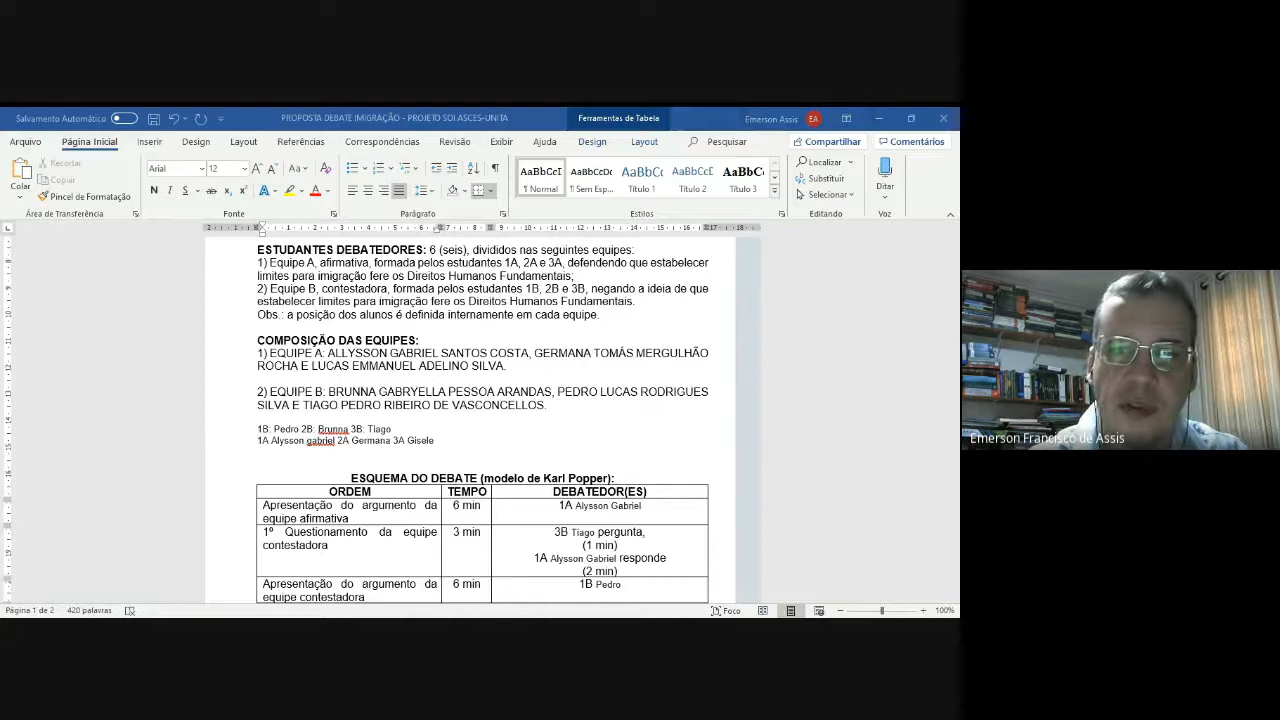 Salvamento Automático
PROPOSTA DEBATE IMIGRAÇÃO - PROJETO SOI ASCES-UNITA
Ferramentas de Tabela
Emerson Assis
EA
Arquivo
Página Inicial
Inserir
Design
Layout
Referências
Correspondências
Revisão
Exibir
Ajuda
Design
Layout
Pesquisar
Compartilhar
Comentários
Colar
Recortar
Copiar
Pincel de Formatação
Área de Transferência
Arial
12
Fonte
Parágrafo
AaBbCcI
¶ Normal
AaBbCcDc
¶ Sem Esp...
AaBbCc
Título 1
AaBbCcI
Título 2
AaBbC
Título 3
Estilos
Localizar
Substituir
Selecionar
Editando
Ditar
Voz
ESTUDANTES DEBATEDORES: 6 (seis), divididos nas seguintes equipes:
1) Equipe A, afirmativa, formada pelos estudantes 1A, 2A e 3A, defendendo que estabelecer
limites para imigração fere os Direitos Humanos Fundamentais;
2) Equipe B, contestadora, formada pelos estudantes 1B, 2B e 3B, negando a ideia de que
estabelecer limites para imigração fere os Direitos Humanos Fundamentais.
Obs.: a posição dos alunos é definida internamente em cada equipe.
COMPOSIÇÃO DAS EQUIPES:
1) EQUIPE A: ALLYSSON GABRIEL SANTOS COSTA, GERMANA TOMÁS MERGULHÃO
ROCHA E LUCAS EMMANUEL ADELINO SILVA.
2) EQUIPE B: BRUNNA GABRYELLA PESSOA ARANDAS, PEDRO LUCAS RODRIGUES
SILVA E TIAGO PEDRO RIBEIRO DE VASCONCELLOS.
1B: Pedro 2B: Brunna 3B: Tiago
1A Alysson gabriel 2A Germana 3A Gisele
ESQUEMA DO DEBATE (modelo de Karl Popper):
ORDEM TEMPO DEBATEDOR(ES)
Apresentação do argumento da 6 min 1A Alysson Gabriel
equipe afirmativa
1º Questionamento da equipe 3 min 3B Tiago pergunta,
contestadora (1 min)
1A Alysson Gabriel responde
(2 min)
Apresentação do argumento da 6 min 1B Pedro
equipe contestadora
Página 1 de 2
420 palavras
Foco
100%
Emerson Francisco de Assis